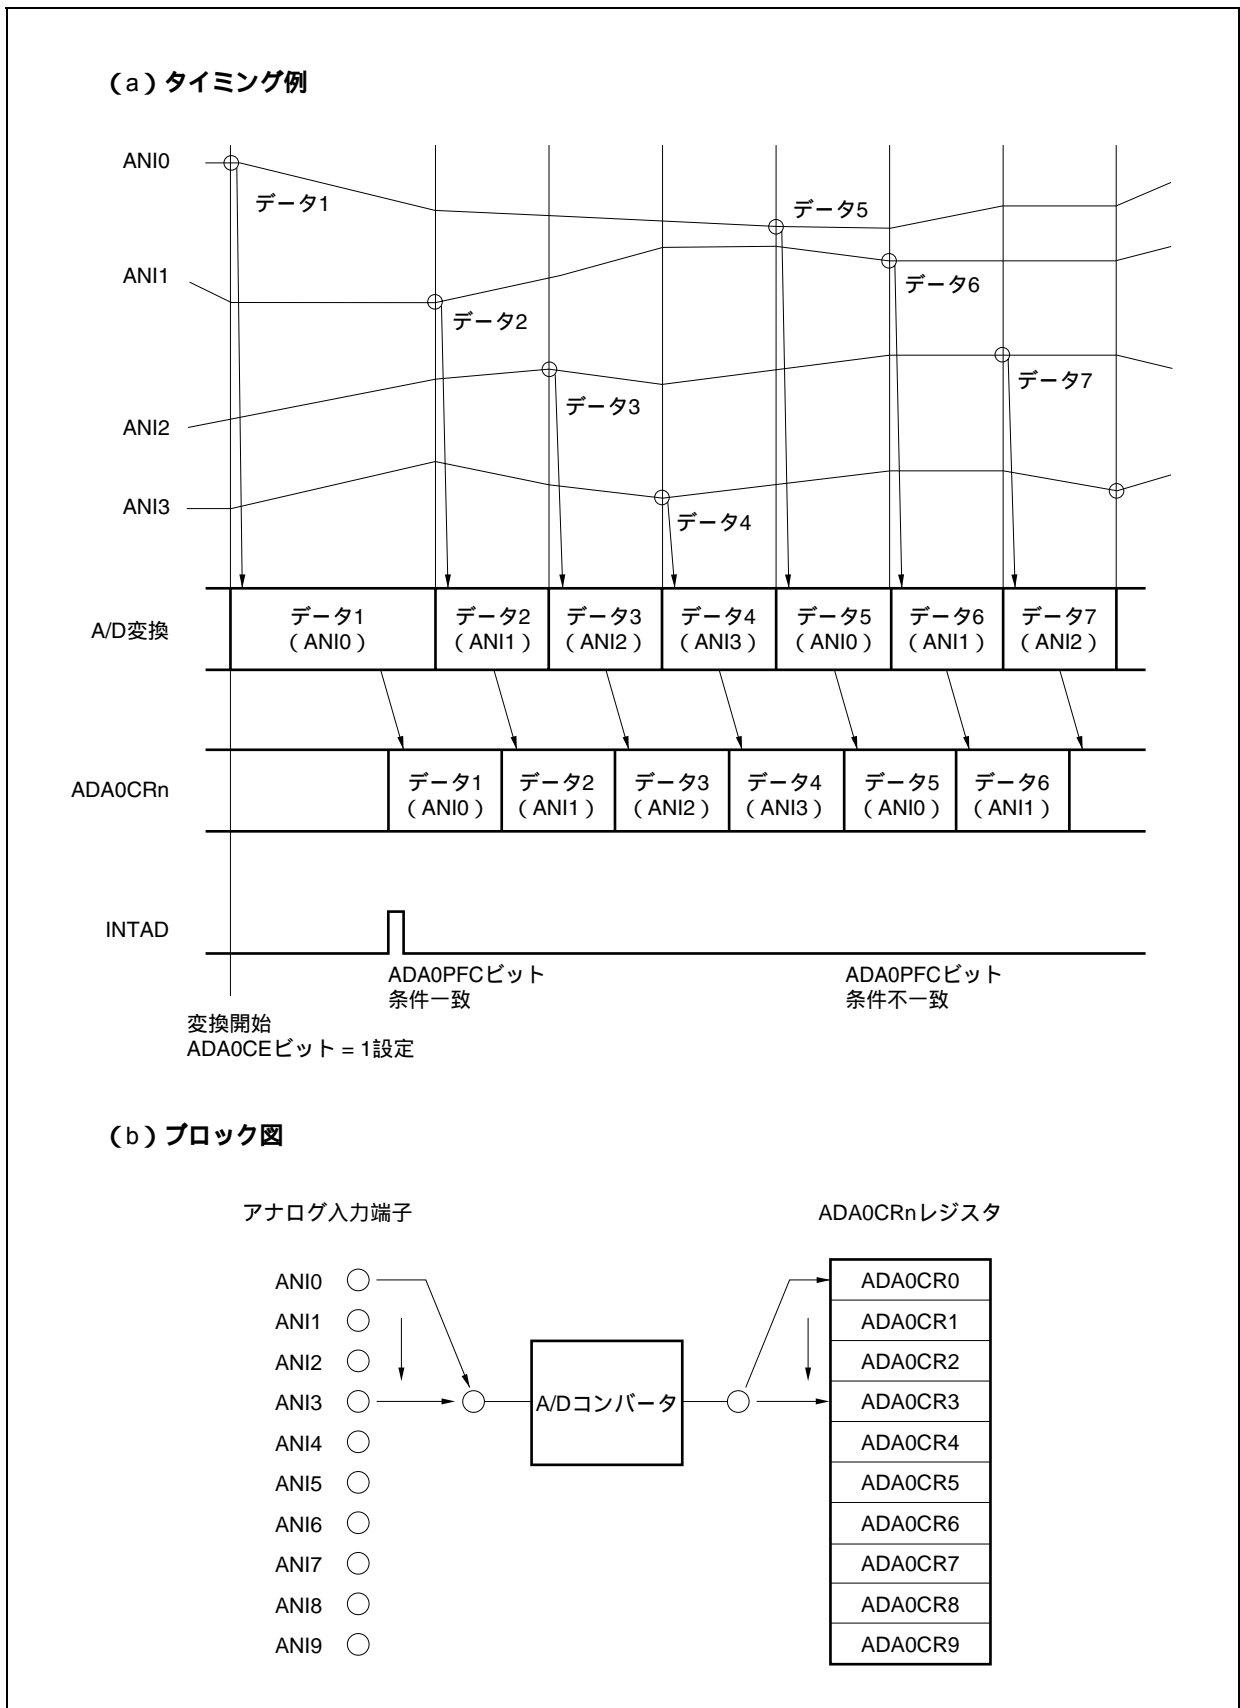 （a）タイミング例
ANI0
データ1
データ5
ANI1
データ6
データ2
データ7
データ3
ANI2
ANI3
データ4
A/D変換
データ1
（ANI0）
データ2
（ANI1）
データ3
（ANI2）
データ4
（ANI3）
データ5
（ANI0）
データ6
（ANI1）
データ7
（ANI2）
ADA0CRn
データ1
（ANI0）
データ2
（ANI1）
データ3
（ANI2）
データ4
（ANI3）
データ5
（ANI0）
データ6
（ANI1）
INTAD
ADA0PFCビット
条件一致
ADA0PFCビット
条件不一致
変換開始
ADA0CEビット = 1設定
（b）ブロック図
アナログ入力端子
ADA0CRnレジスタ
ANI0
ANI1
ANI2
ANI3
ANI4
ANI5
ANI6
ANI7
ANI8
ANI9
A/Dコンバータ
ADA0CR0
ADA0CR1
ADA0CR2
ADA0CR3
ADA0CR4
ADA0CR5
ADA0CR6
ADA0CR7
ADA0CR8
ADA0CR9